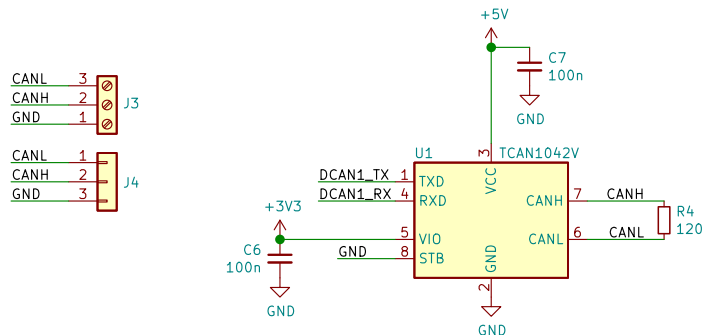 +5V
C7
100n
GND
CANL 3
CANH 2 J3
GND 1
CANL 1
CANH 2 J4
GND 3
U1 3 TCAN1042V
VCC
DCAN1_TX 1 TXD
DCAN1_RX 4 RXD
CANH 7 CANH
R4
120
+3V3
5 VIO
CANL 6 CANL
C6
100n
GND 8 STB
GND
2
GND
GND